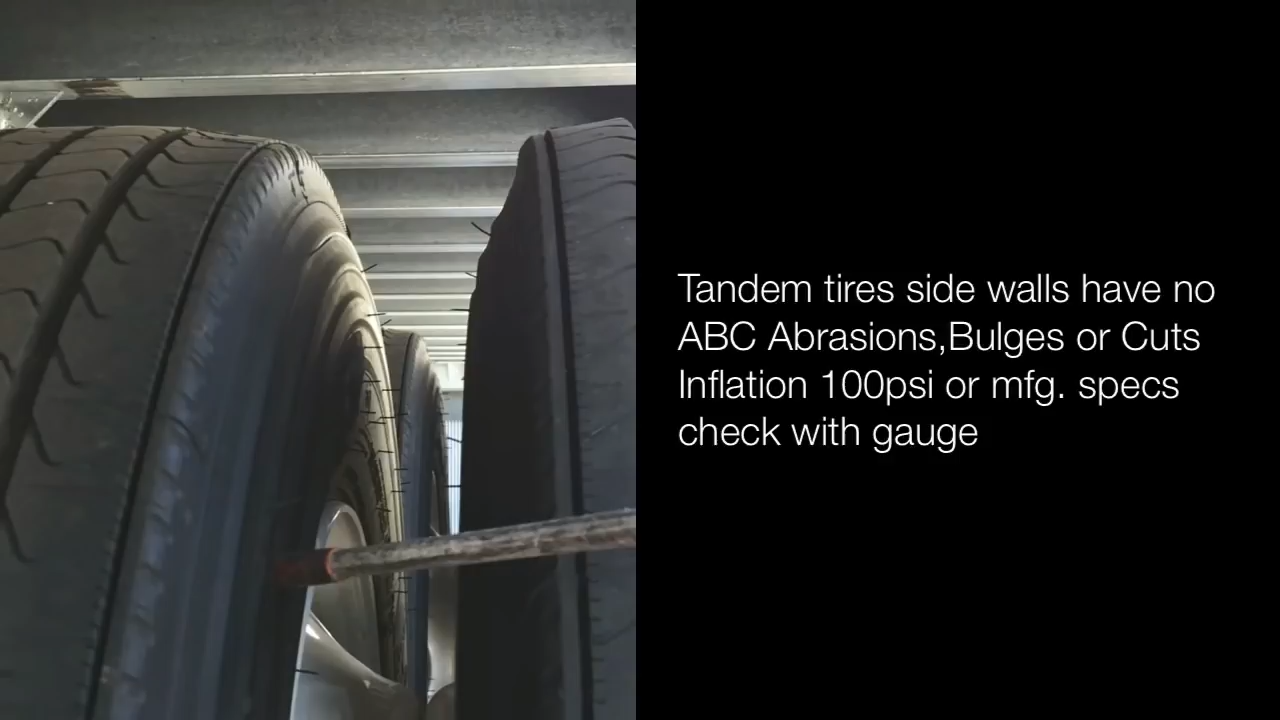 Tandem tires side walls have no
ABC Abrasions,Bulges or Cuts
Inflation 100psi or mfg. specs
check with gauge